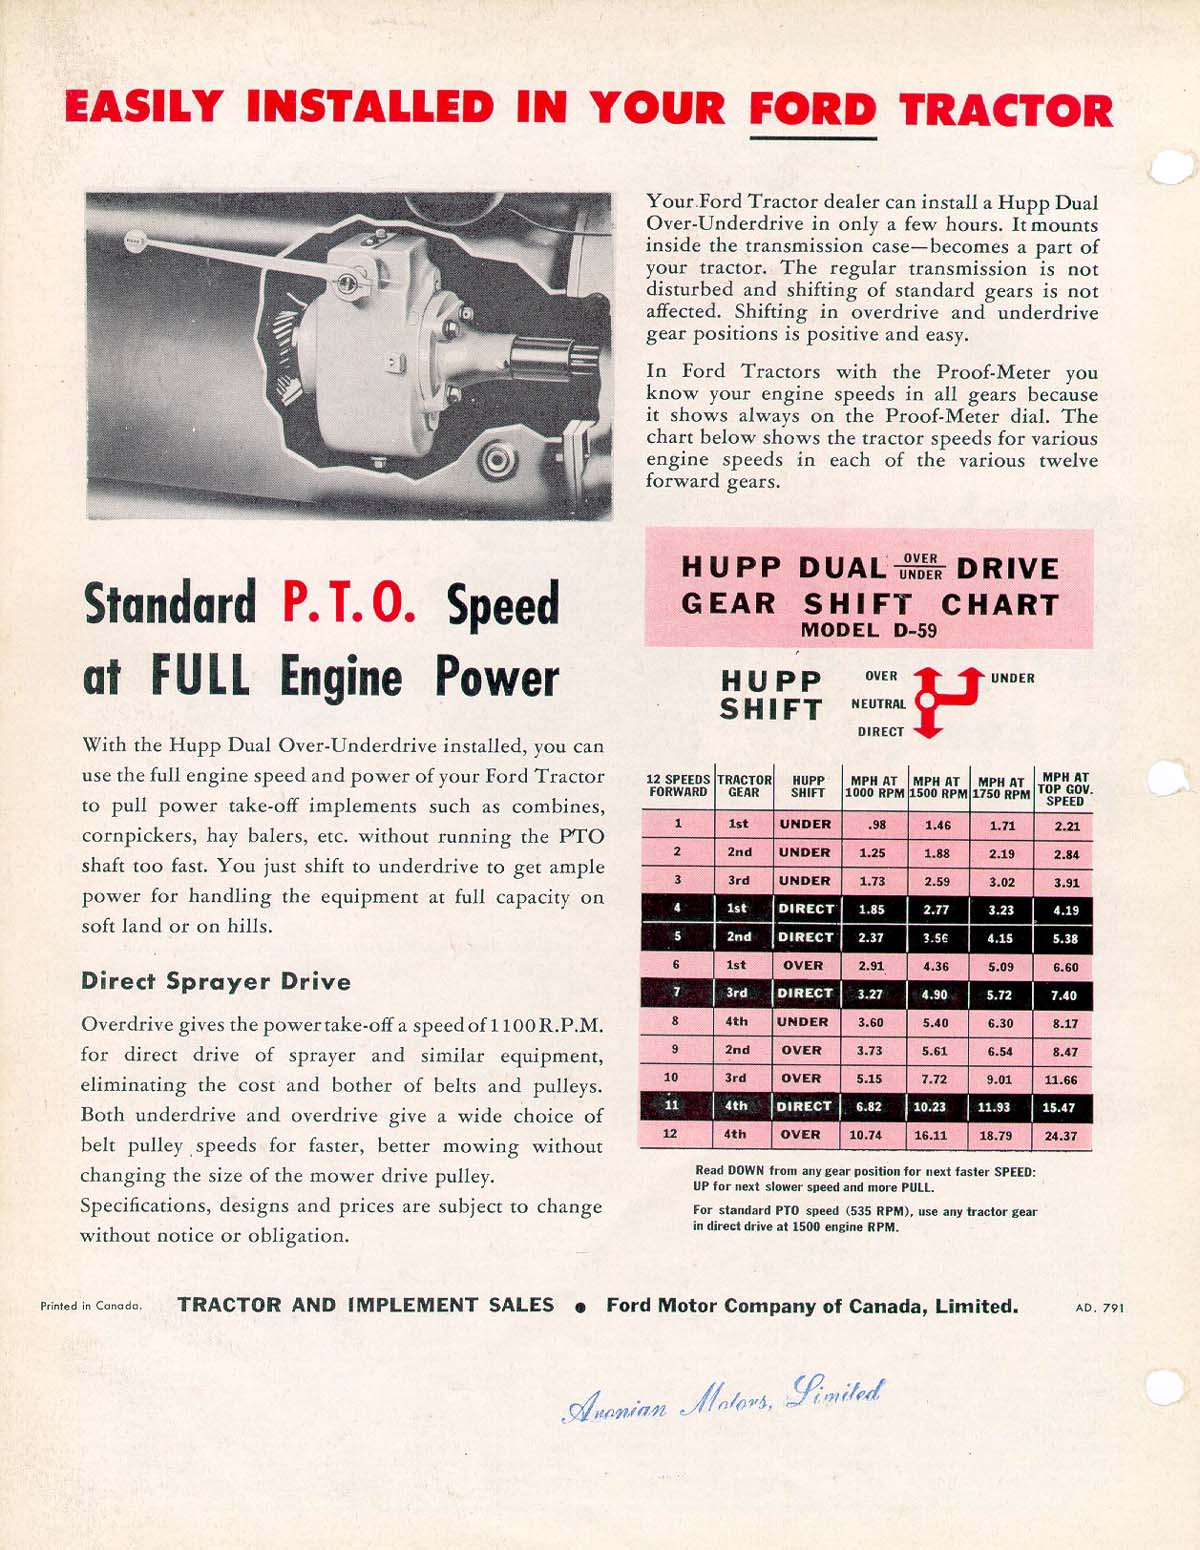 EASILY INSTALLED IN YOUR FORD TRACTOR
Your Ford Tractor dealer can install a Hupp Dual
Over-Underdrive in only a few hours. It mounts
inside the transmission case—becomes a part of
your tractor. The regular transmission is not
disturbed and shifting of standard gears is not
affected. Shifting in overdrive and underdrive
gear positions is positive and easy.
In Ford Tractors with the Proof-Meter you
know your engine speeds in all gears because
it shows always on the Proof-Meter dial. The
chart below shows the tractor speeds for various
engine speeds in each of the various twelve
forward gears.
Standard P.T.O. Speed
at FULL Engine Power
With the Hupp Dual Over-Underdrive installed, you can
use the full engine speed and power of your Ford Tractor
to pull power take-off implements such as combines,
cornpickers, hay balers, etc. without running the PTO
shaft too fast. You just shift to underdrive to get ample
power for handling the equipment at full capacity on
soft land or on hills.
Direct Sprayer Drive
Overdrive gives the power take-off a speed of 1100 R.P.M.
for direct drive of sprayer and similar equipment,
eliminating the cost and bother of belts and pulleys.
Both underdrive and overdrive give a wide choice of
belt pulley speeds for faster, better mowing without
changing the size of the mower drive pulley.
Specifications, designs and prices are subject to change
without notice or obligation.
HUPP DUAL OVER UNDER DRIVE
GEAR SHIFT CHART
MODEL D-59
HUPP SHIFT
OVER UNDER
NEUTRAL
DIRECT
12 SPEEDS FORWARD TRACTOR GEAR HUPP SHIFT MPH AT 1000 RPM MPH AT 1500 RPM MPH AT 1750 RPM MPH AT TOP GOV. SPEED
1 1st UNDER .98 1.46 1.71 2.21
2 2nd UNDER 1.25 1.88 2.19 2.84
3 3rd UNDER 1.73 2.59 3.02 3.91
4 1st DIRECT 1.85 2.77 3.23 4.19
5 2nd DIRECT 2.37 3.56 4.15 5.38
6 1st OVER 2.91 4.36 5.09 6.60
7 3rd DIRECT 3.27 4.90 5.72 7.40
8 4th UNDER 3.60 5.40 6.30 8.17
9 2nd OVER 3.73 5.61 6.54 8.47
10 3rd OVER 5.15 7.72 9.01 11.66
11 4th DIRECT 6.82 10.23 11.93 15.47
12 4th OVER 10.74 16.11 18.79 24.37
Read DOWN from any gear position for next faster SPEED:
UP for next slower speed and more PULL.
For standard PTO speed (535 RPM), use any tractor gear
in direct drive at 1500 engine RPM.
Printed in Canada. TRACTOR AND IMPLEMENT SALES • Ford Motor Company of Canada, Limited. AD. 791
Motors, Limited